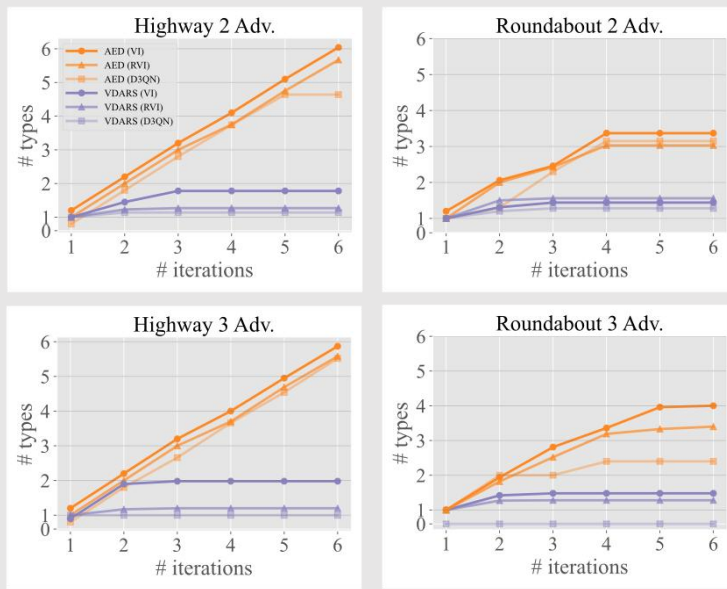 Highway 2 Adv.
6
5
4
3
2
1
0
# types
AED (VI)
AED (RVI)
AED (D3QN)
VDARS (VI)
VDARS (RVI)
VDARS (D3QN)
1 2 3 4 5 6
# iterations
Roundabout 2 Adv.
6
5
4
3
2
1
0
# types
1 2 3 4 5 6
# iterations
Highway 3 Adv.
6
5
4
3
2
1
0
# types
1 2 3 4 5 6
# iterations
Roundabout 3 Adv.
6
5
4
3
2
1
0
# types
1 2 3 4 5 6
# iterations